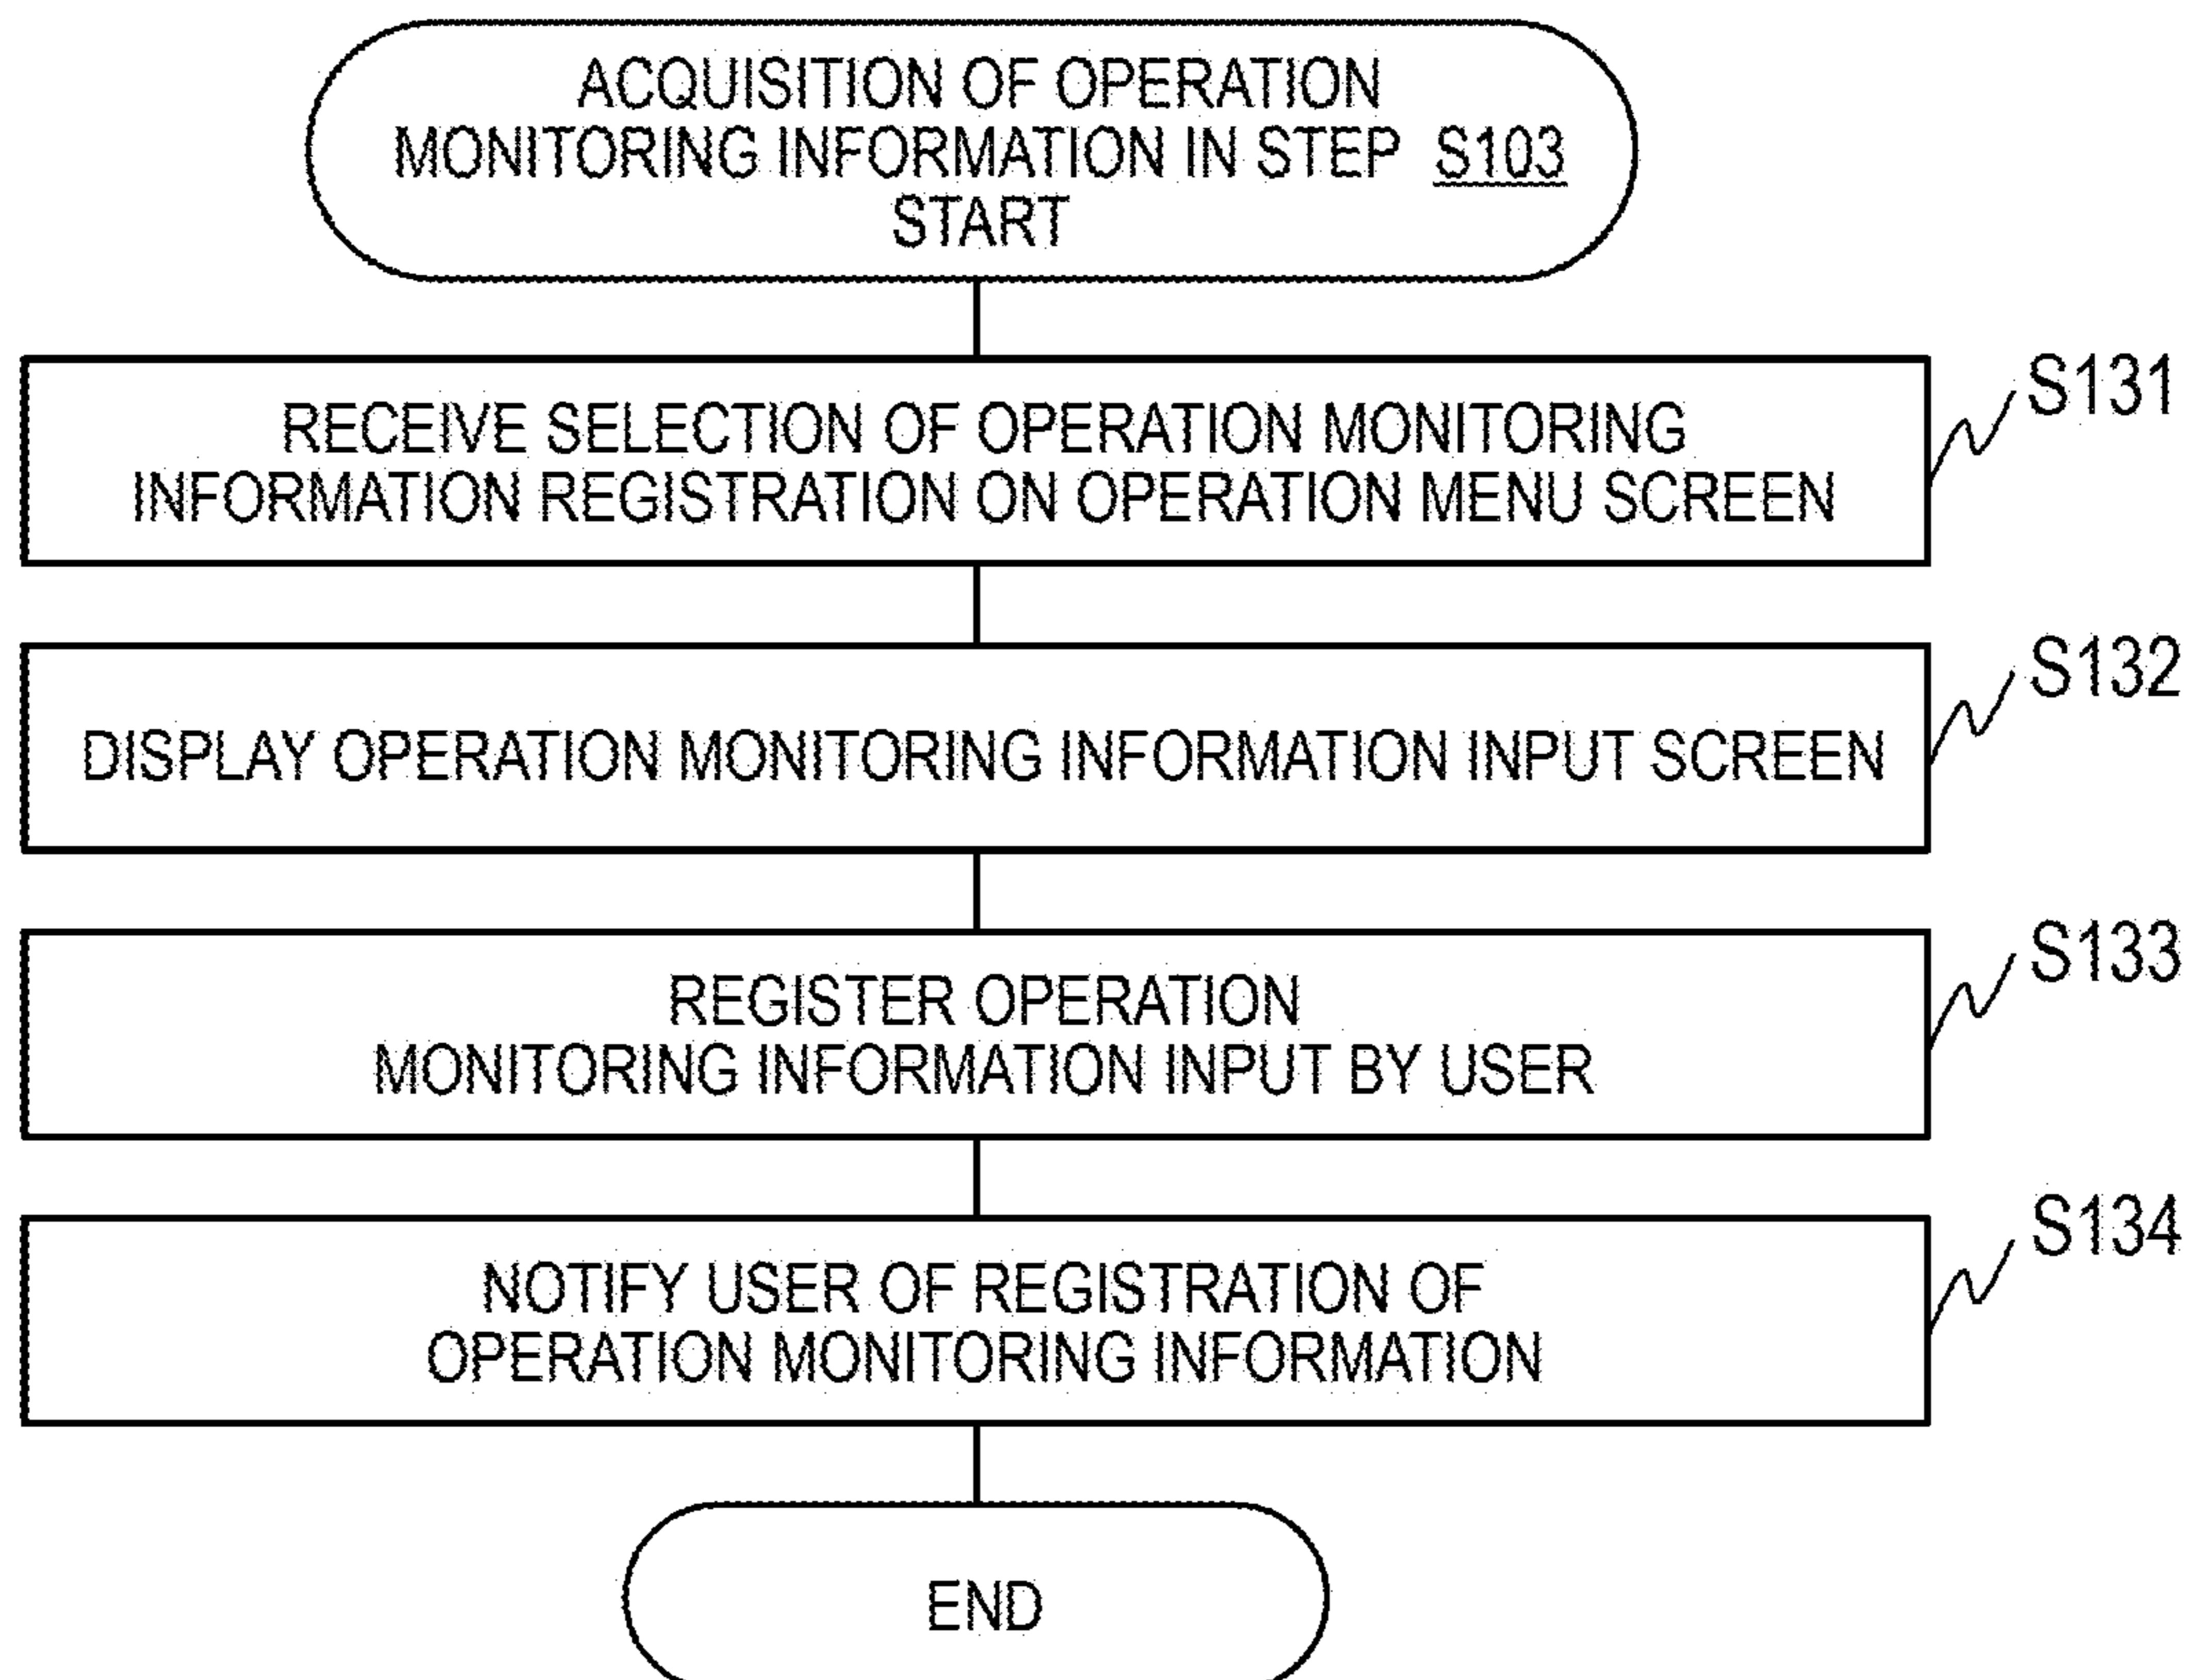 ACQUISITION OF OPERATION
MONITORING INFORMATION IN STEP S103
START
S131
RECEIVE SELECTION OF OPERATION MONITORING
INFORMATION REGISTRATION ON OPERATION MENU SCREEN
S132
DISPLAY OPERATION MONITORING INFORMATION INPUT SCREEN
S133
REGISTER OPERATION
MONITORING INFORMATION INPUT BY USER
S134
NOTIFY USER OF REGISTRATION OF
OPERATION MONITORING INFORMATION
END